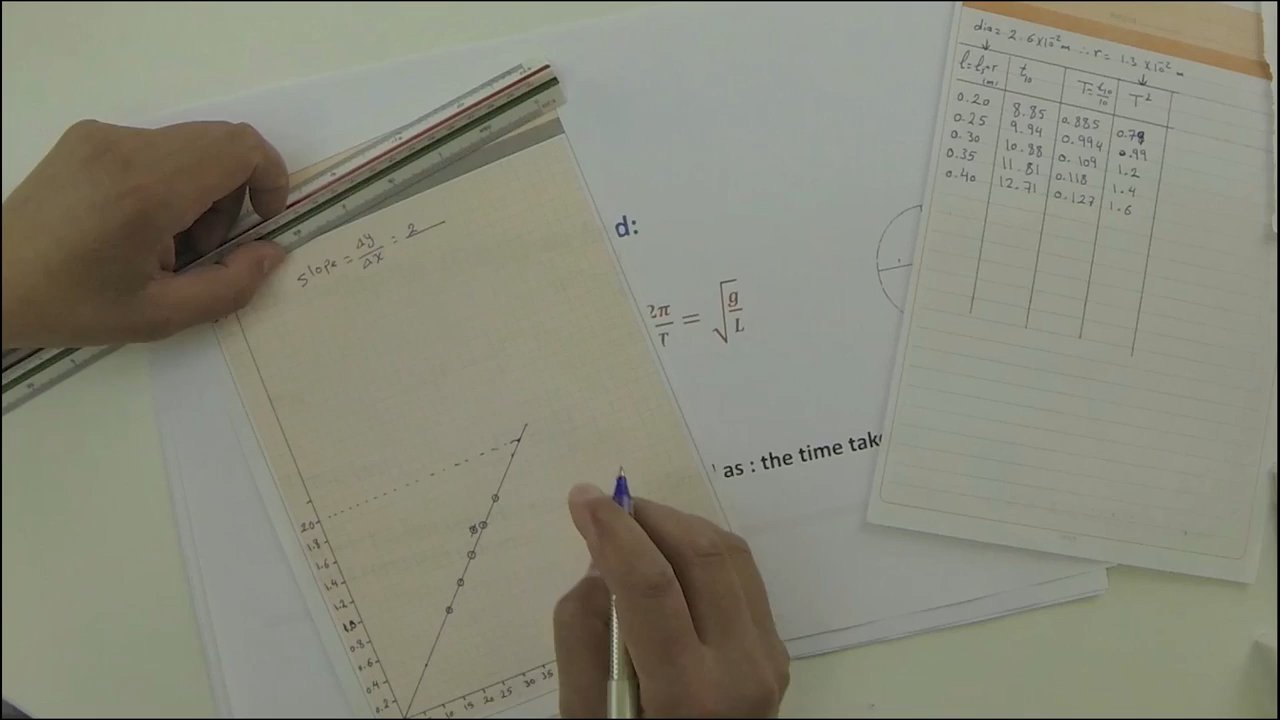 slope = Δy/Δx = 2
2.0
1.8
1.6
1.4
1.2
1.0
0.8
0.6
0.4
0.2
10 15 20 25 30 35
d:
2π/T = √g/L
as : the time take
dia = 2.6×10⁻² m ∴ r = 1.3 ×10⁻² m
l=l₁+r (m) t₁₀ T=t₁₀/10 T²
0.20 8.85 0.885 0.79
0.25 9.94 0.994 0.99
0.30 10.88 0.109 1.2
0.35 11.81 0.118 1.4
0.40 12.71 0.127 1.6